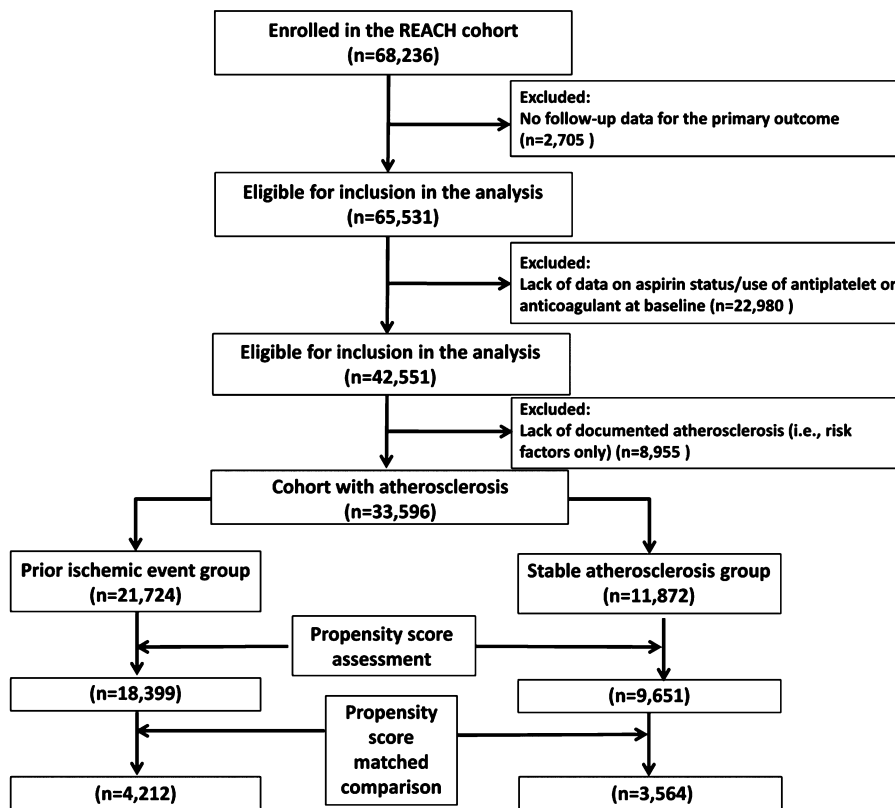 Enrolled in the REACH cohort
(n=68,236)
Excluded:
No follow-up data for the primary outcome
(n=2,705 )
Eligible for inclusion in the analysis
(n=65,531)
Excluded:
Lack of data on aspirin status/use of antiplatelet or
anticoagulant at baseline (n=22,980 )
Eligible for inclusion in the analysis
(n=42,551)
Excluded:
Lack of documented atherosclerosis (i.e., risk
factors only) (n=8,955 )
Cohort with atherosclerosis
(n=33,596)
Prior ischemic event group
(n=21,724)
Stable atherosclerosis group
(n=11,872)
Propensity score
assessment
(n=18,399)
(n=9,651)
Propensity
score
matched
comparison
(n=4,212)
(n=3,564)